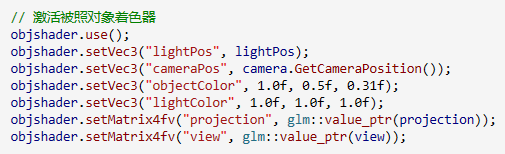 // 激活被照对象着色器
objshader.use();
objshader.setVec3("lightPos", lightPos);
objshader.setVec3("cameraPos", camera.GetCameraPosition());
objshader.setVec3("objectColor", 1.0f, 0.5f, 0.31f);
objshader.setVec3("lightColor", 1.0f, 1.0f, 1.0f);
objshader.setMatrix4fv("projection", glm::value_ptr(projection));
objshader.setMatrix4fv("view", glm::value_ptr(view));